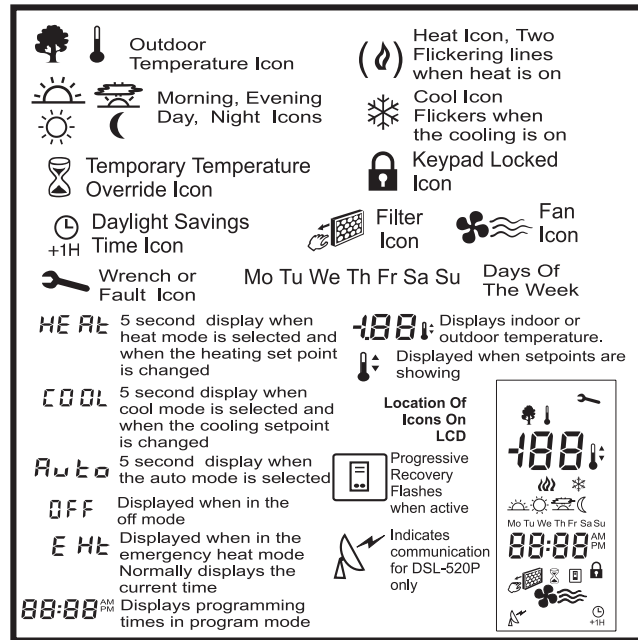 Outdoor
Temperature Icon
Heat Icon, Two
Flickering lines
when heat is on
Morning, Evening
Day, Night Icons
Cool Icon
Flickers when
the cooling is on
Temporary Temperature
Override Icon
Keypad Locked
Icon
+1H
Daylight Savings
Time Icon
Filter
Icon
Fan
Icon
Wrench or
Fault Icon
Mo Tu We Th Fr Sa Su
Days Of
The Week
HEAt
5 second display when
heat mode is selected and
when the heating set point
is changed
-188
Displays indoor or
outdoor temperature.
Displayed when setpoints are
showing
COOL
5 second display when
cool mode is selected and
when the cooling setpoint
is changed
Location Of
Icons On
LCD
Auto
5 second display when
the auto mode is selected
Progressive
Recovery
Flashes
when active
OFF
Displayed when in the
off mode
E Ht
Displayed when in the
emergency heat mode
Normally displays the
current time
Indicates
communication
for DSL-520P
only
88:88 AM PM
Displays programming
times in program mode
-188
Mo Tu We Th Fr Sa Su
88:88 AM PM
+1H